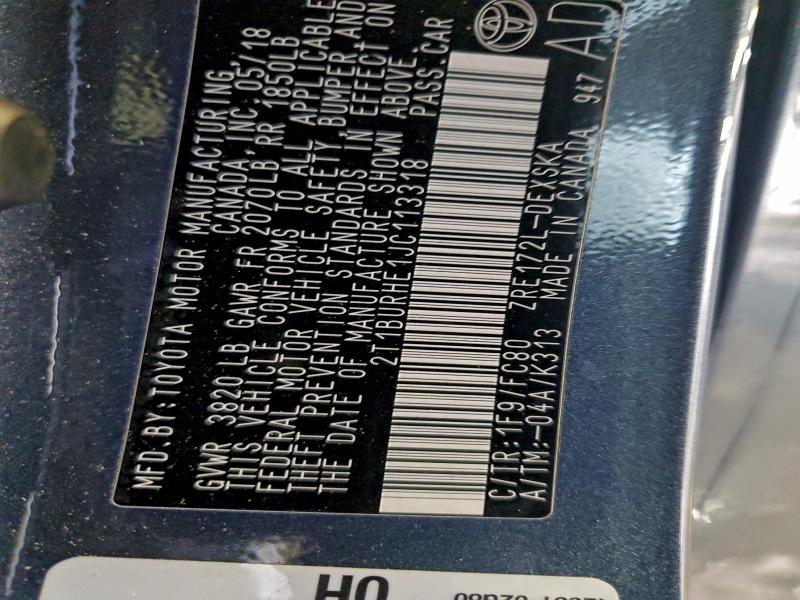 MFD BY:TOYOTA MOTOR MANUFACTURING
CANADA, INC. 05/18
GVWR 3820 LB GAWR FR 2070LB RR 1850LB
THIS VEHICLE CONFORMS TO ALL APPLICABLE
FEDERAL MOTOR VEHICLE SAFETY, BUMPER, AND
THEFT PREVENTION STANDARDS IN EFFECT ON
THE DATE OF MANUFACTURE SHOWN ABOVE.
2T1BURHE1JC113318 PASS.CAR
C/TR:1F9/FC80 ZRE172L-DEXSKA
A/TM:-04A/K313 MADE IN CANADA 947 AD
HO